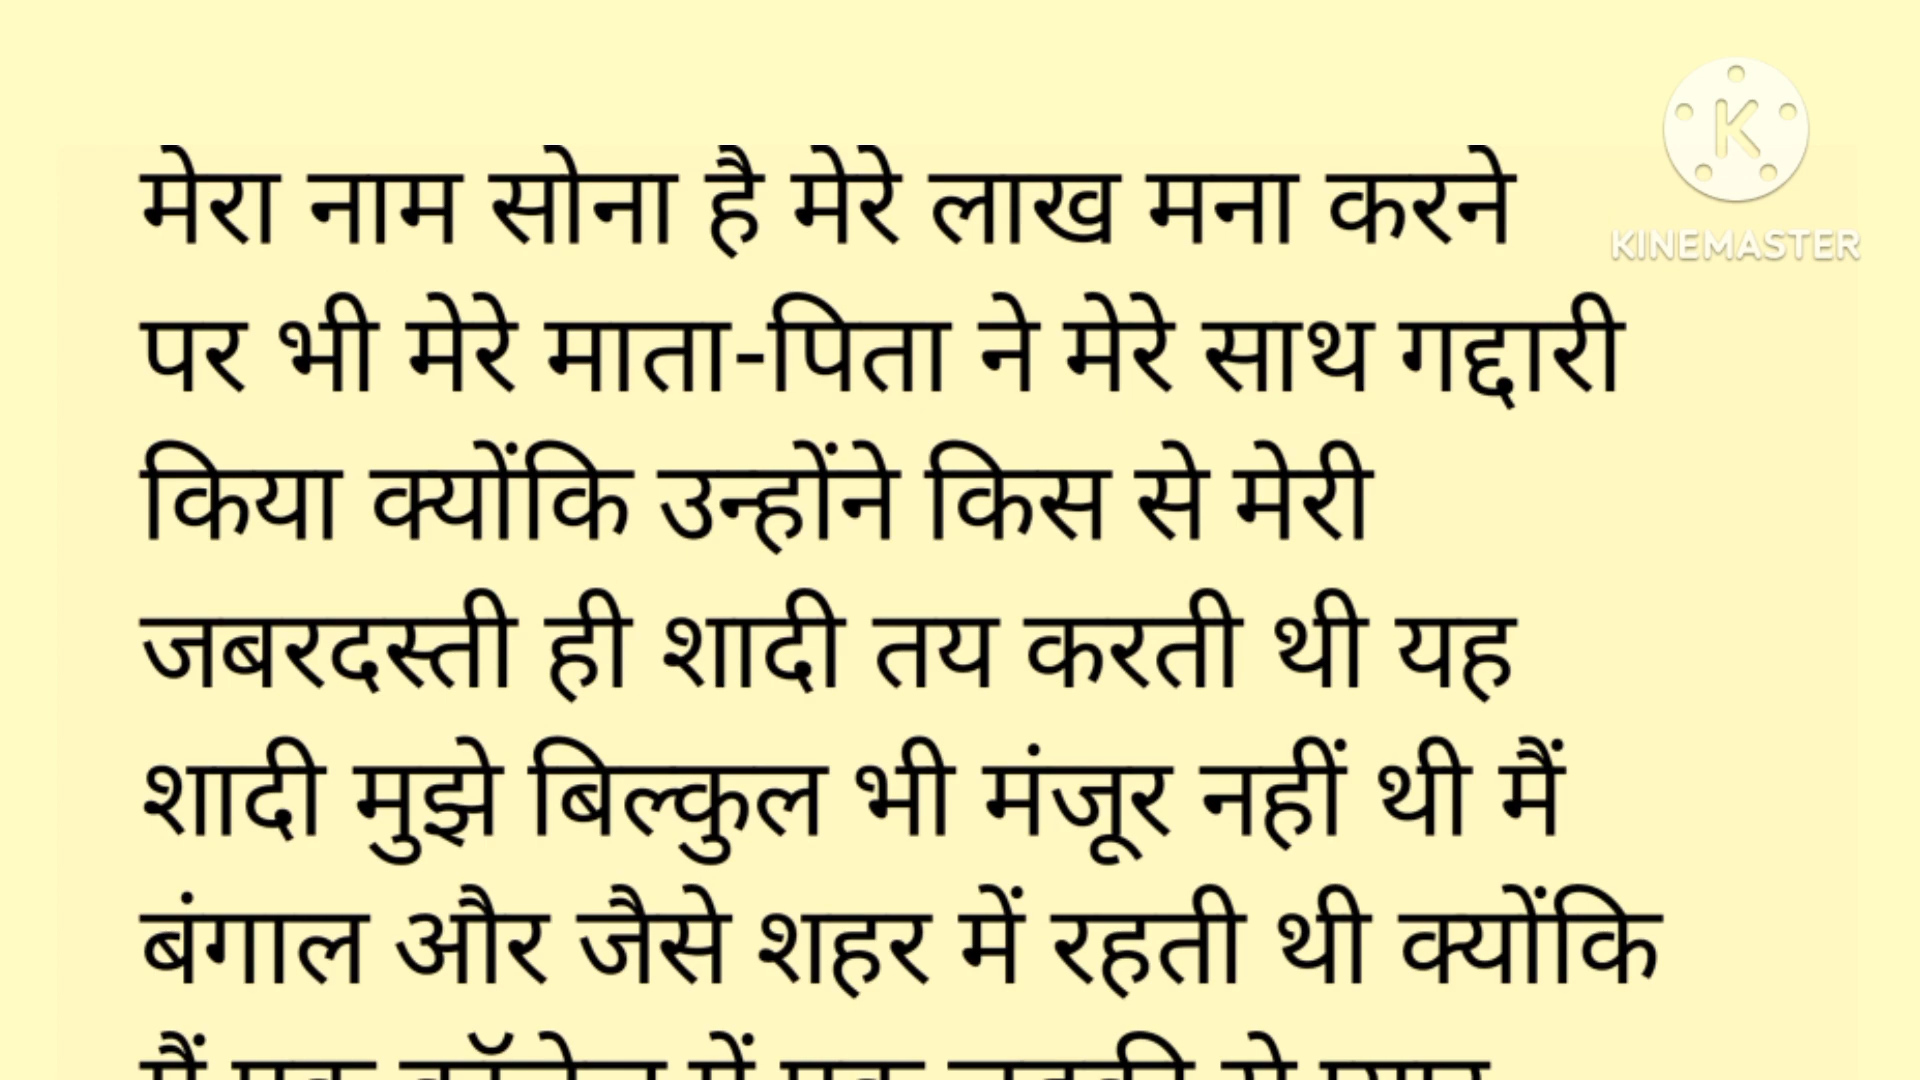 मेरा नाम सोना है मेरे लाख मना करने
पर भी मेरे माता-पिता ने मेरे साथ गद्दारी
किया क्योंकि उन्होंने किस से मेरी
जबरदस्ती ही शादी तय करती थी यह
शादी मुझे बिल्कुल भी मंजूर नहीं थी मैं
बंगाल और जैसे शहर में रहती थी क्योंकि
KINEMASTER